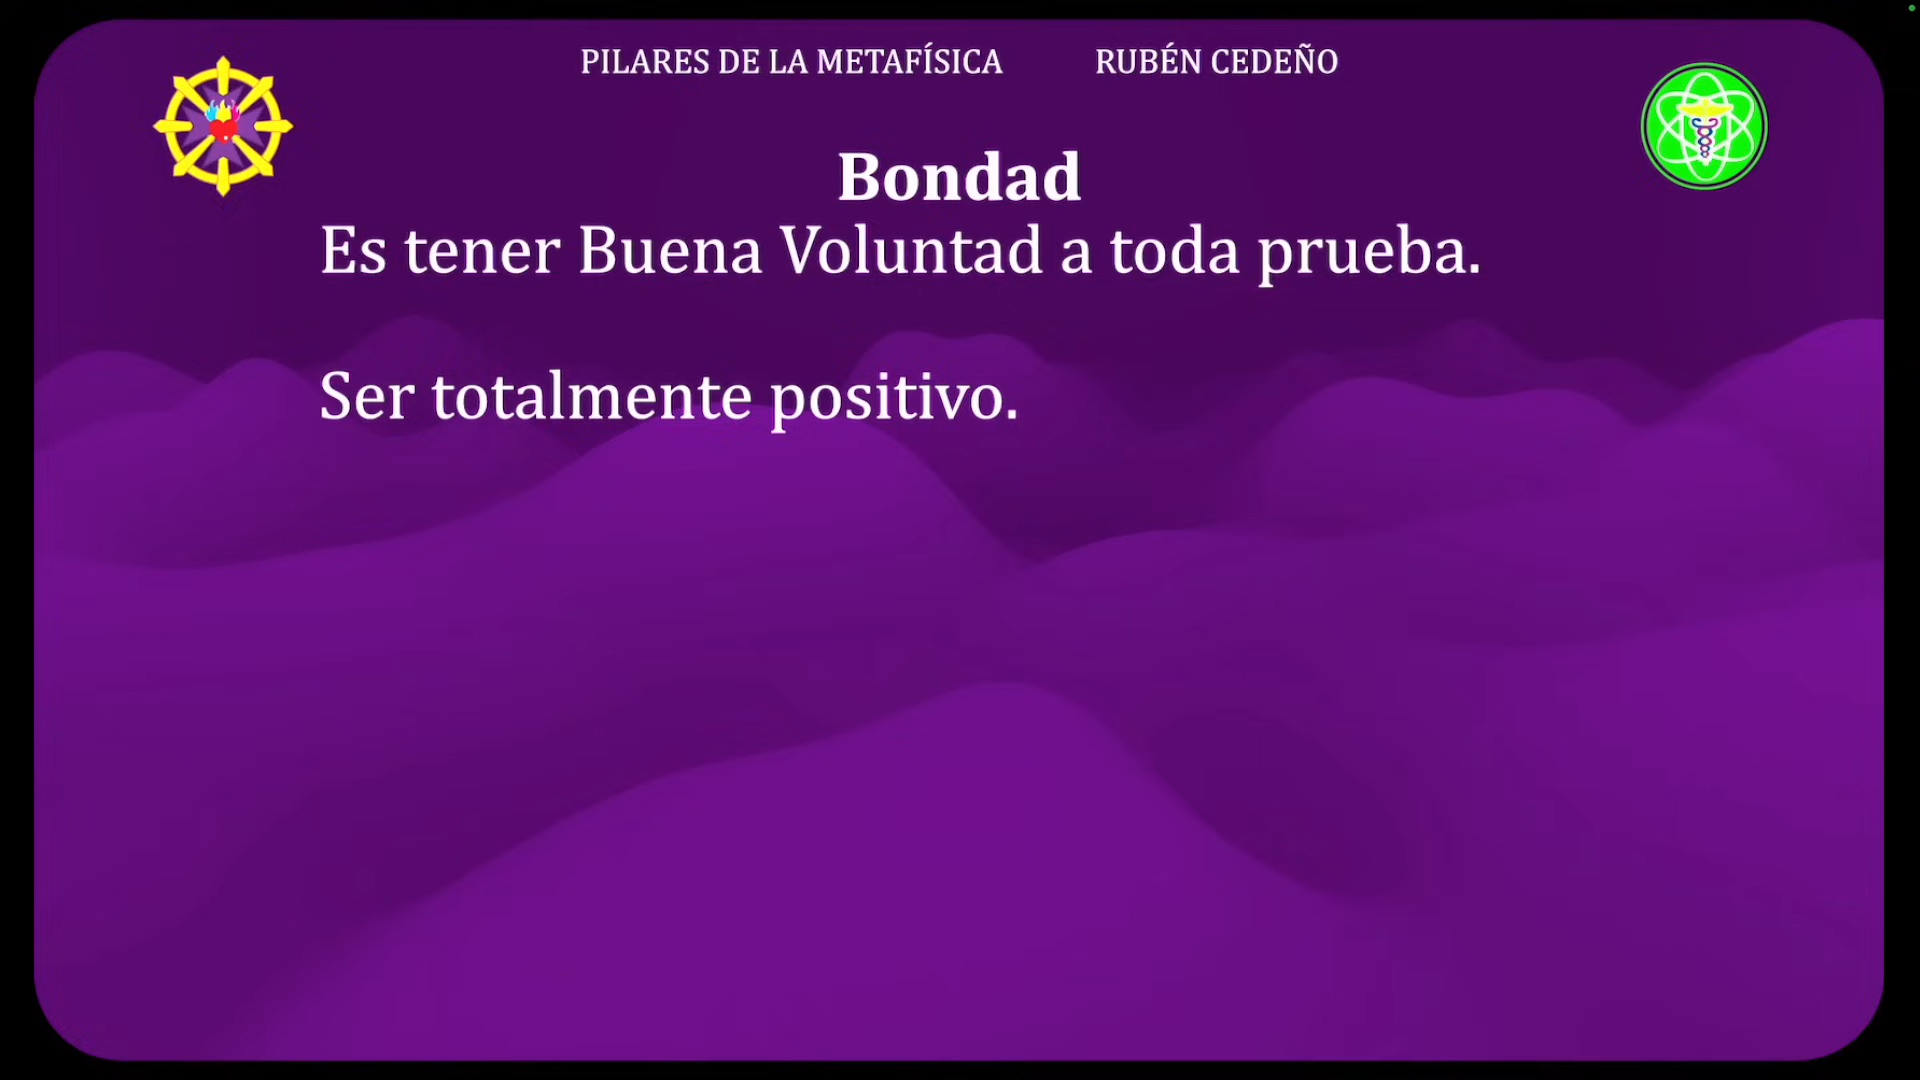 PILARES DE LA METAFÍSICA RUBÉN CEDEÑO
Bondad
Es tener Buena Voluntad a toda prueba.
Ser totalmente positivo.